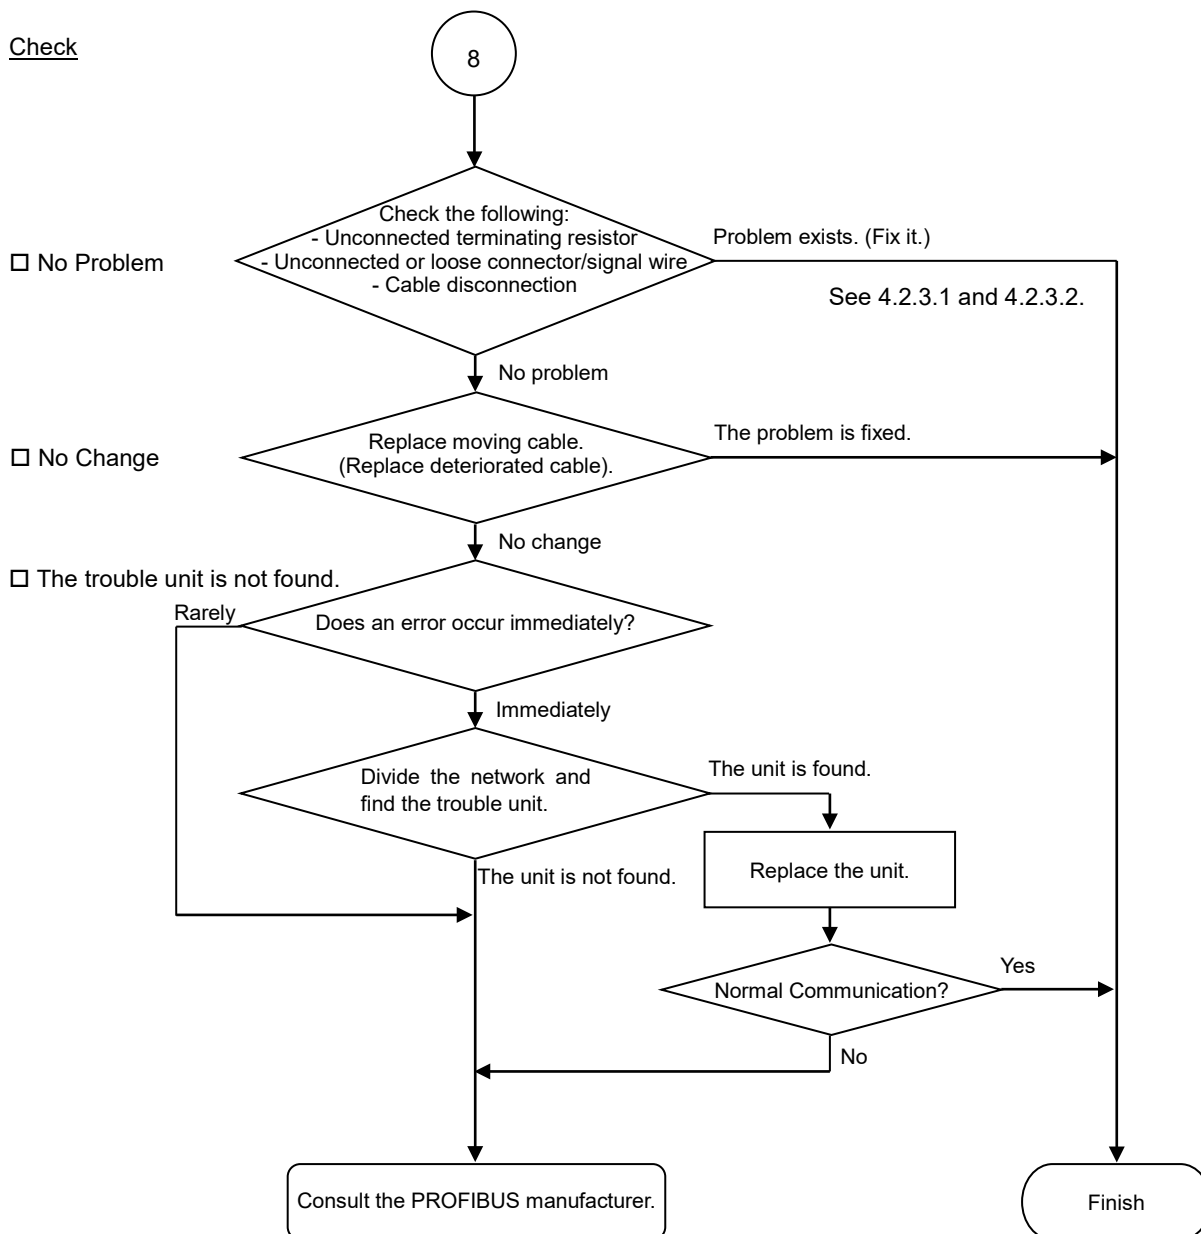 Check
8
Check the following:
- Unconnected terminating resistor
- Unconnected or loose connector/signal wire
- Cable disconnection
Problem exists. (Fix it.)
☐ No Problem
See 4.2.3.1 and 4.2.3.2.
No problem
Replace moving cable.
(Replace deteriorated cable).
The problem is fixed.
☐ No Change
No change
☐ The trouble unit is not found.
Rarely
Does an error occur immediately?
Immediately
Divide the network and
find the trouble unit.
The unit is found.
The unit is not found.
Replace the unit.
Normal Communication?
Yes
No
Consult the PROFIBUS manufacturer.
Finish